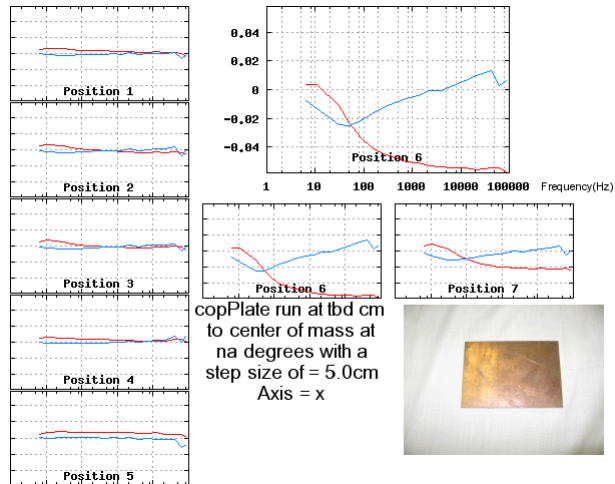 Position 1
Position 2
Position 3
Position 4
Position 5
0.04
0.02
0
-0.02
-0.04
Position 6
1 10 100 1000 10000 100000 Frequency(Hz)
Position 6
Position 7
copPlate run at tbd cm
to center of mass at
na degrees with a
step size of = 5.0cm
Axis = x